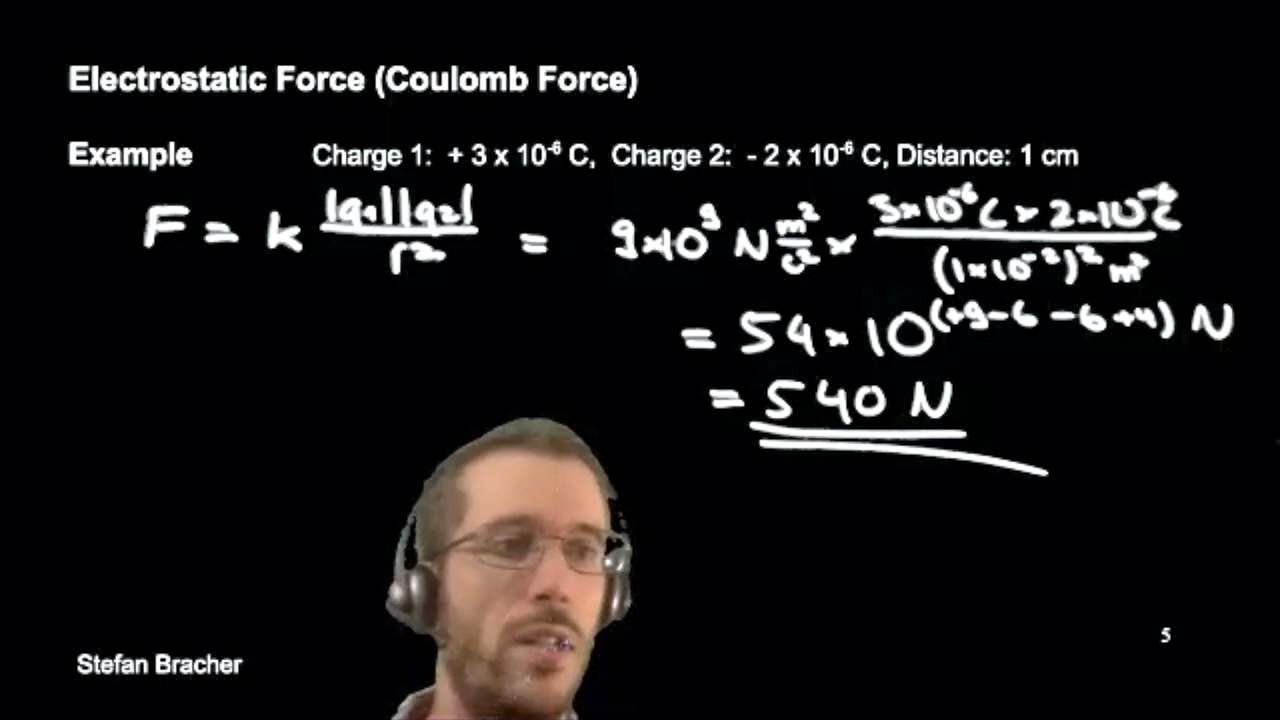 Electrostatic Force (Coulomb Force)
Example Charge 1: + 3 x 10⁻⁶ C, Charge 2: - 2 x 10⁻⁶ C, Distance: 1 cm
F = k |q₁||q₂| / r² = 9×10⁹ N m²/c² × 3×10⁻⁶ C × 2×10⁻⁶ C / (1×10⁻²)² m²
= 54 × 10^(+9-6-6+4) N
= 540 N
5
Stefan Bracher